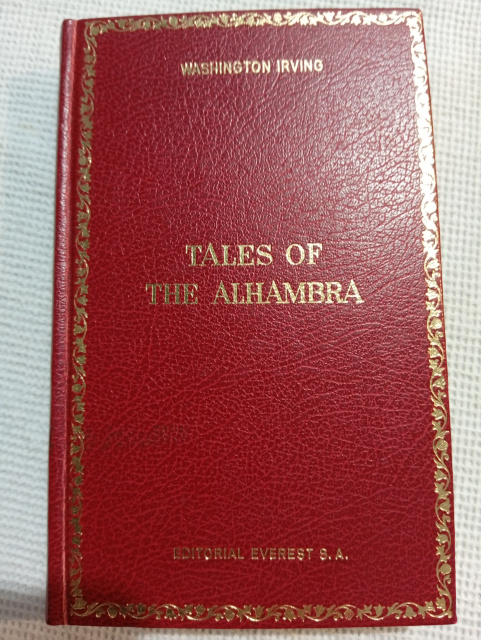 WASHINGTON IRVING
TALES OF
THE ALHAMBRA
EDITORIAL EVEREST S. A.